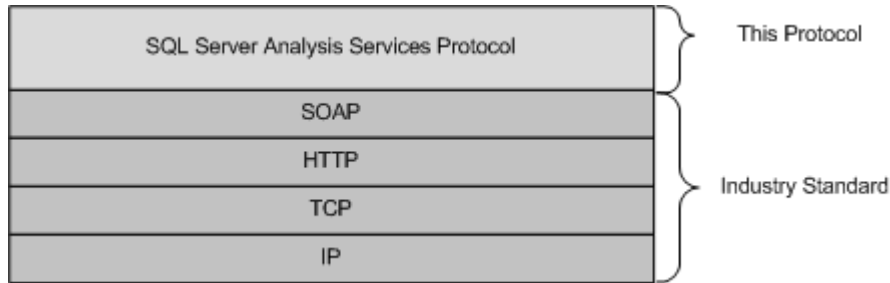 SQL Server Analysis Services Protocol
This Protocol
SOAP
HTTP
TCP
IP
Industry Standard